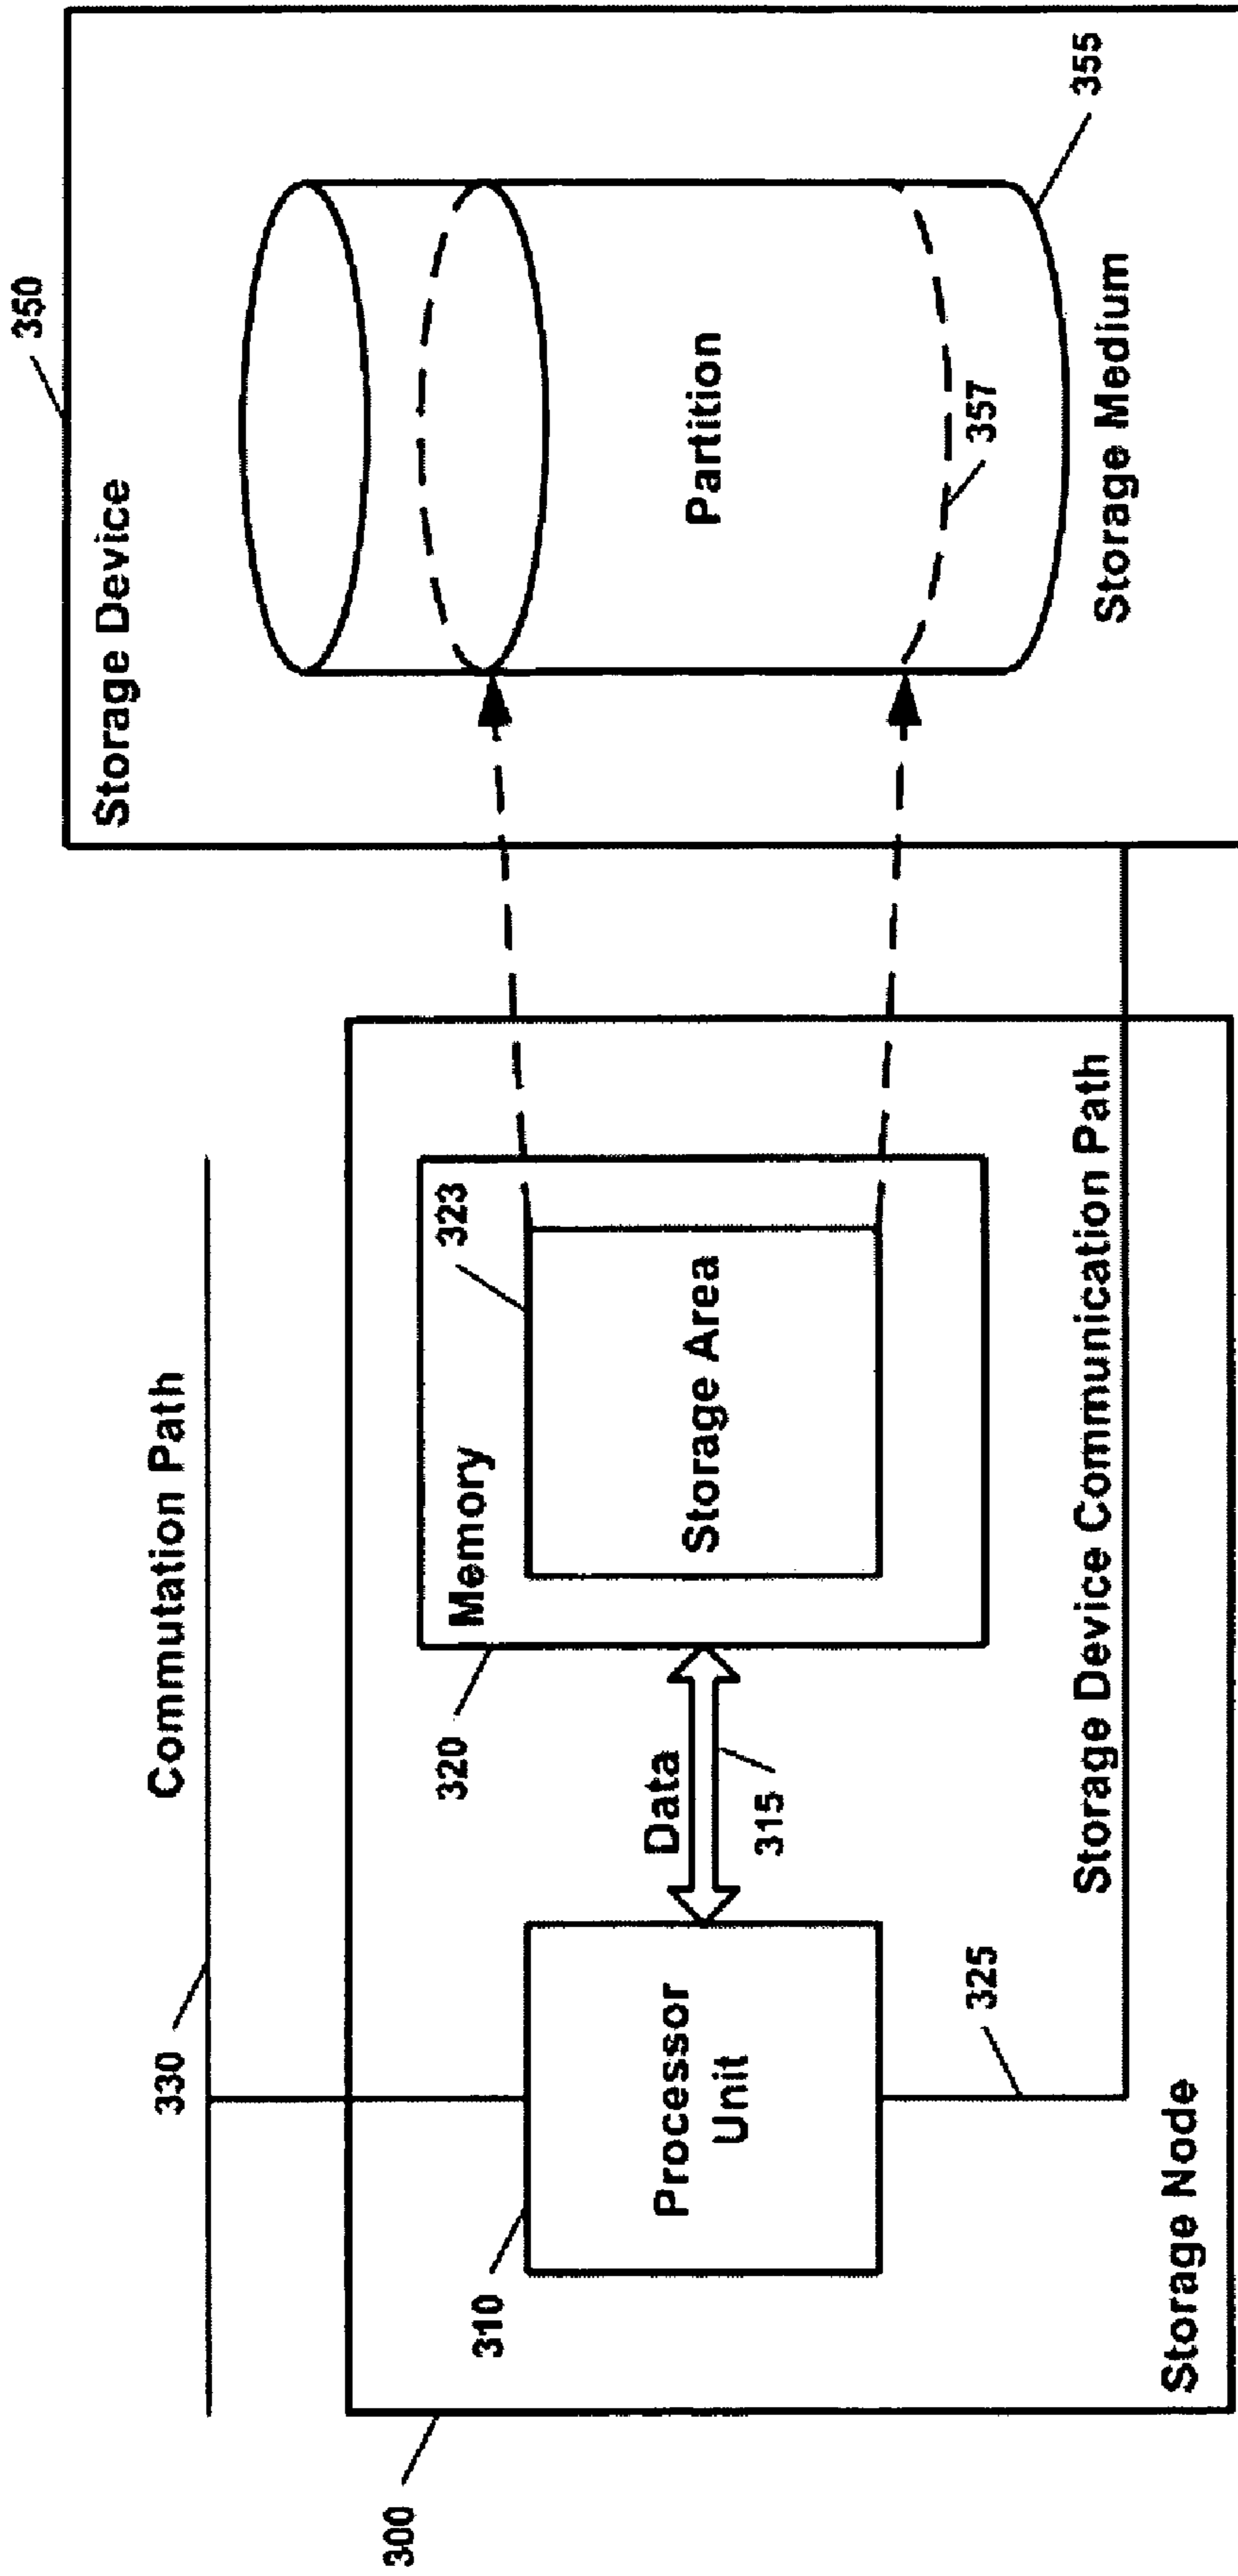 350
Storage Device
Partition
357
355
Storage Medium
Commutation Path
330
323
Memory
Storage Area
320
Data
315
310
Processor
Unit
325
Storage Device Communication Path
Storage Node
300